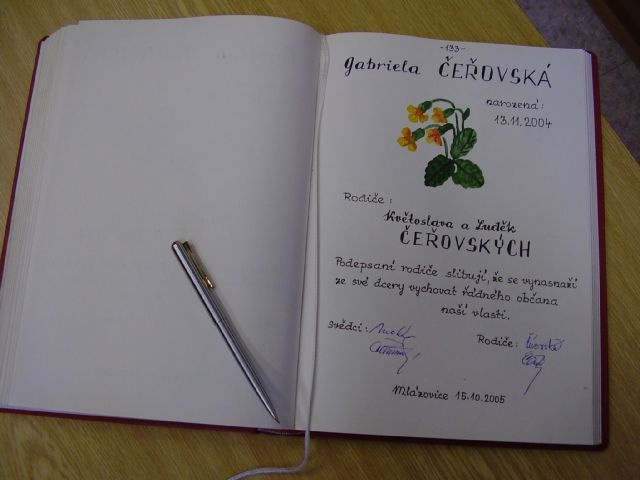 -133-
Gabriela ČEŘOVSKÁ
narozená:
13.11.2004
Rodiče:
Květoslava a Luděk
ČEŘOVSKÝCH
Podepsaní rodiče slibují, že se vynasnaží
ze své dcery vychovat řádného občana
naší vlasti.
Svědci:
Rodiče:
Mlázovice 15.10.2005